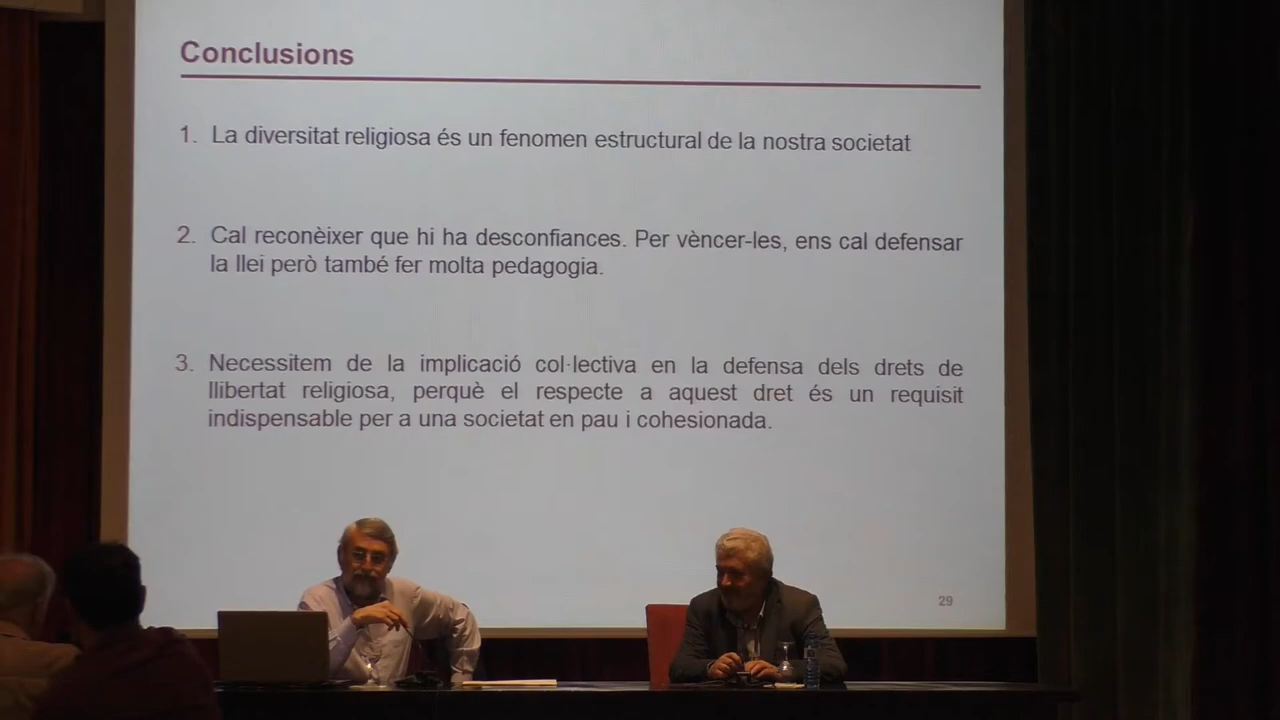 Conclusions
1. La diversitat religiosa és un fenomen estructural de la nostra societat
2. Cal reconèixer que hi ha desconfiances. Per vèncer-les, ens cal defensar
la llei però també fer molta pedagogia.
3. Necessitem de la implicació col·lectiva en la defensa dels drets de
llibertat religiosa, perquè el respecte a aquest dret és un requisit
indispensable per a una societat en pau i cohesionada.
29